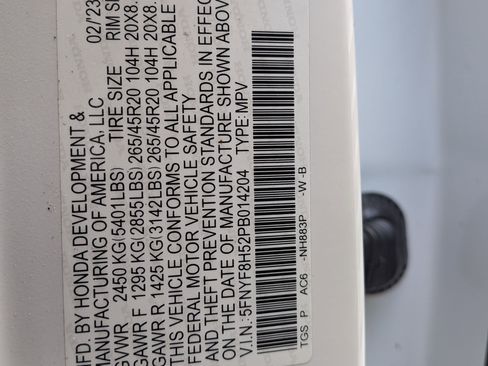 MFD. BY HONDA DEVELOPMENT & 02/'23
MANUFACTURING OF AMERICA, LLC
GVWR 2450 KG(5401LBS) TIRE SIZE RIM SI
GAWR F 1295 KG(2855LBS) 265/45R20 104H 20X8.
GAWR R 1425 KG(3142LBS) 265/45R20 104H 20X8.
THIS VEHICLE CONFORMS TO ALL APPLICABLE
FEDERAL MOTOR VEHICLE SAFETY
AND THEFT PREVENTION STANDARDS IN EFFEC
ON THE DATE OF MANUFACTURE SHOWN ABOV
V.I.N.: 5FNYF8H52PB014204 TYPE: MPV
TGS P AC6 -NH883P -W -B